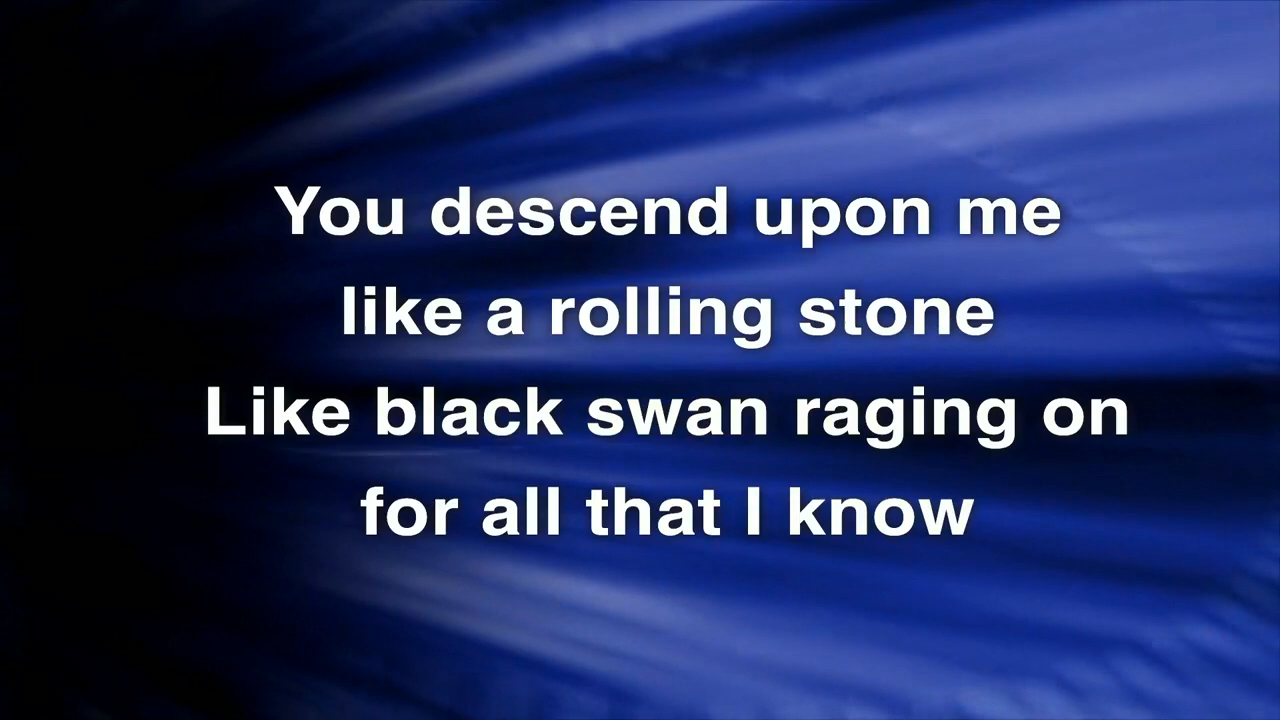 You descend upon me
like a rolling stone
Like black swan raging on
for all that I know